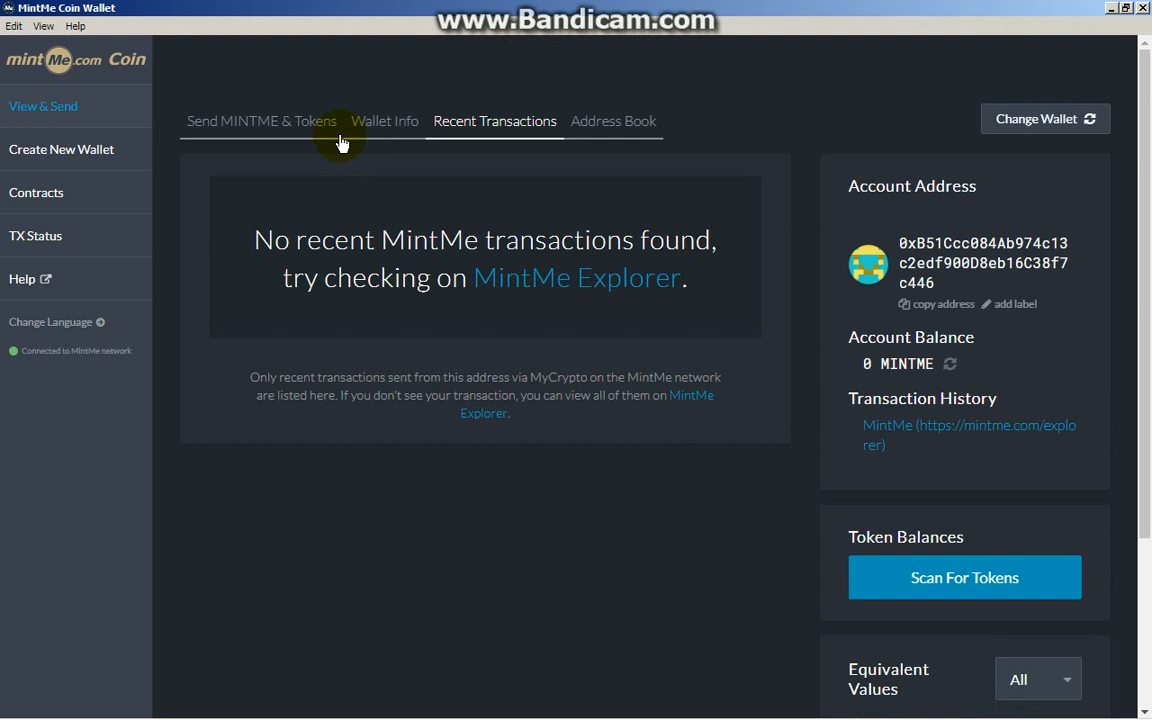 MintMe Coin Wallet
www.Bandicam.com
Edit View Help
mintMe.com Coin
View & Send
Create New Wallet
Contracts
TX Status
Help
Change Language
Connected to MintMe network
Send MINTME & Tokens Wallet Info Recent Transactions Address Book
Change Wallet
No recent MintMe transactions found,
try checking on MintMe Explorer.
Only recent transactions sent from this address via MyCrypto on the MintMe network
are listed here. If you don't see your transaction, you can view all of them on MintMe
Explorer.
Account Address
0xB51Ccc084Ab974c13
c2edf900D8eb16C38f7
c446
copy address add label
Account Balance
0 MINTME
Transaction History
MintMe (https://mintme.com/explo
rer)
Token Balances
Scan For Tokens
Equivalent
Values
All